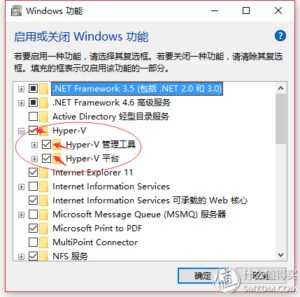 Windows 功能
启用或关闭 Windows 功能
若要启用一种功能，请选择其复选框。若要关闭一种功能，请清除其复选框。填充的框表示仅启用该功能的一部分。
.NET Framework 3.5 (包括 .NET 2.0 和 3.0)
.NET Framework 4.6 高级服务
Active Directory 轻型目录服务
Hyper-V
Hyper-V 管理工具
Hyper-V 平台
Internet Explorer 11
Internet Information Services
Internet Information Services 可承载的 Web 核心
Microsoft Message Queue (MSMQ) 服务器
Microsoft Print to PDF
MultiPoint Connector
NFS 服务
确定
取消
什么值得买
SMZDM.COM